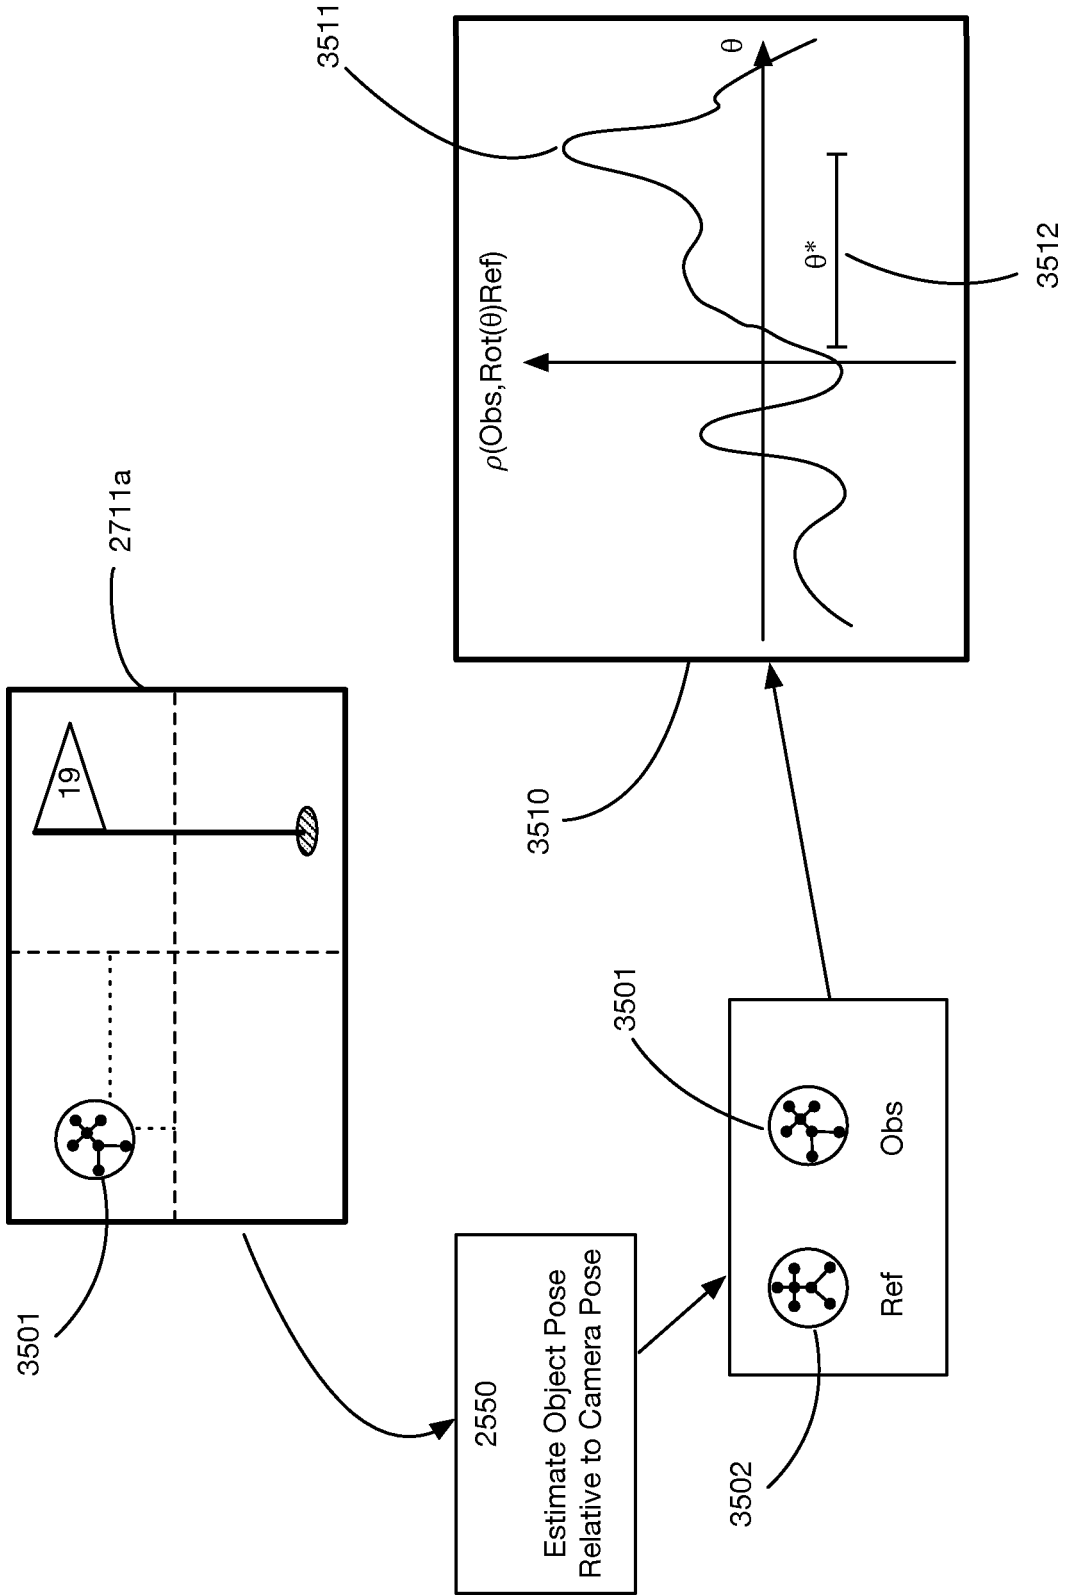 3501
19
2711a
2550
Estimate Object Pose
Relative to Camera Pose
3502
Ref
Obs
3501
3510
ρ(Obs,Rot(θ)Ref)
θ
θ*
3511
3512